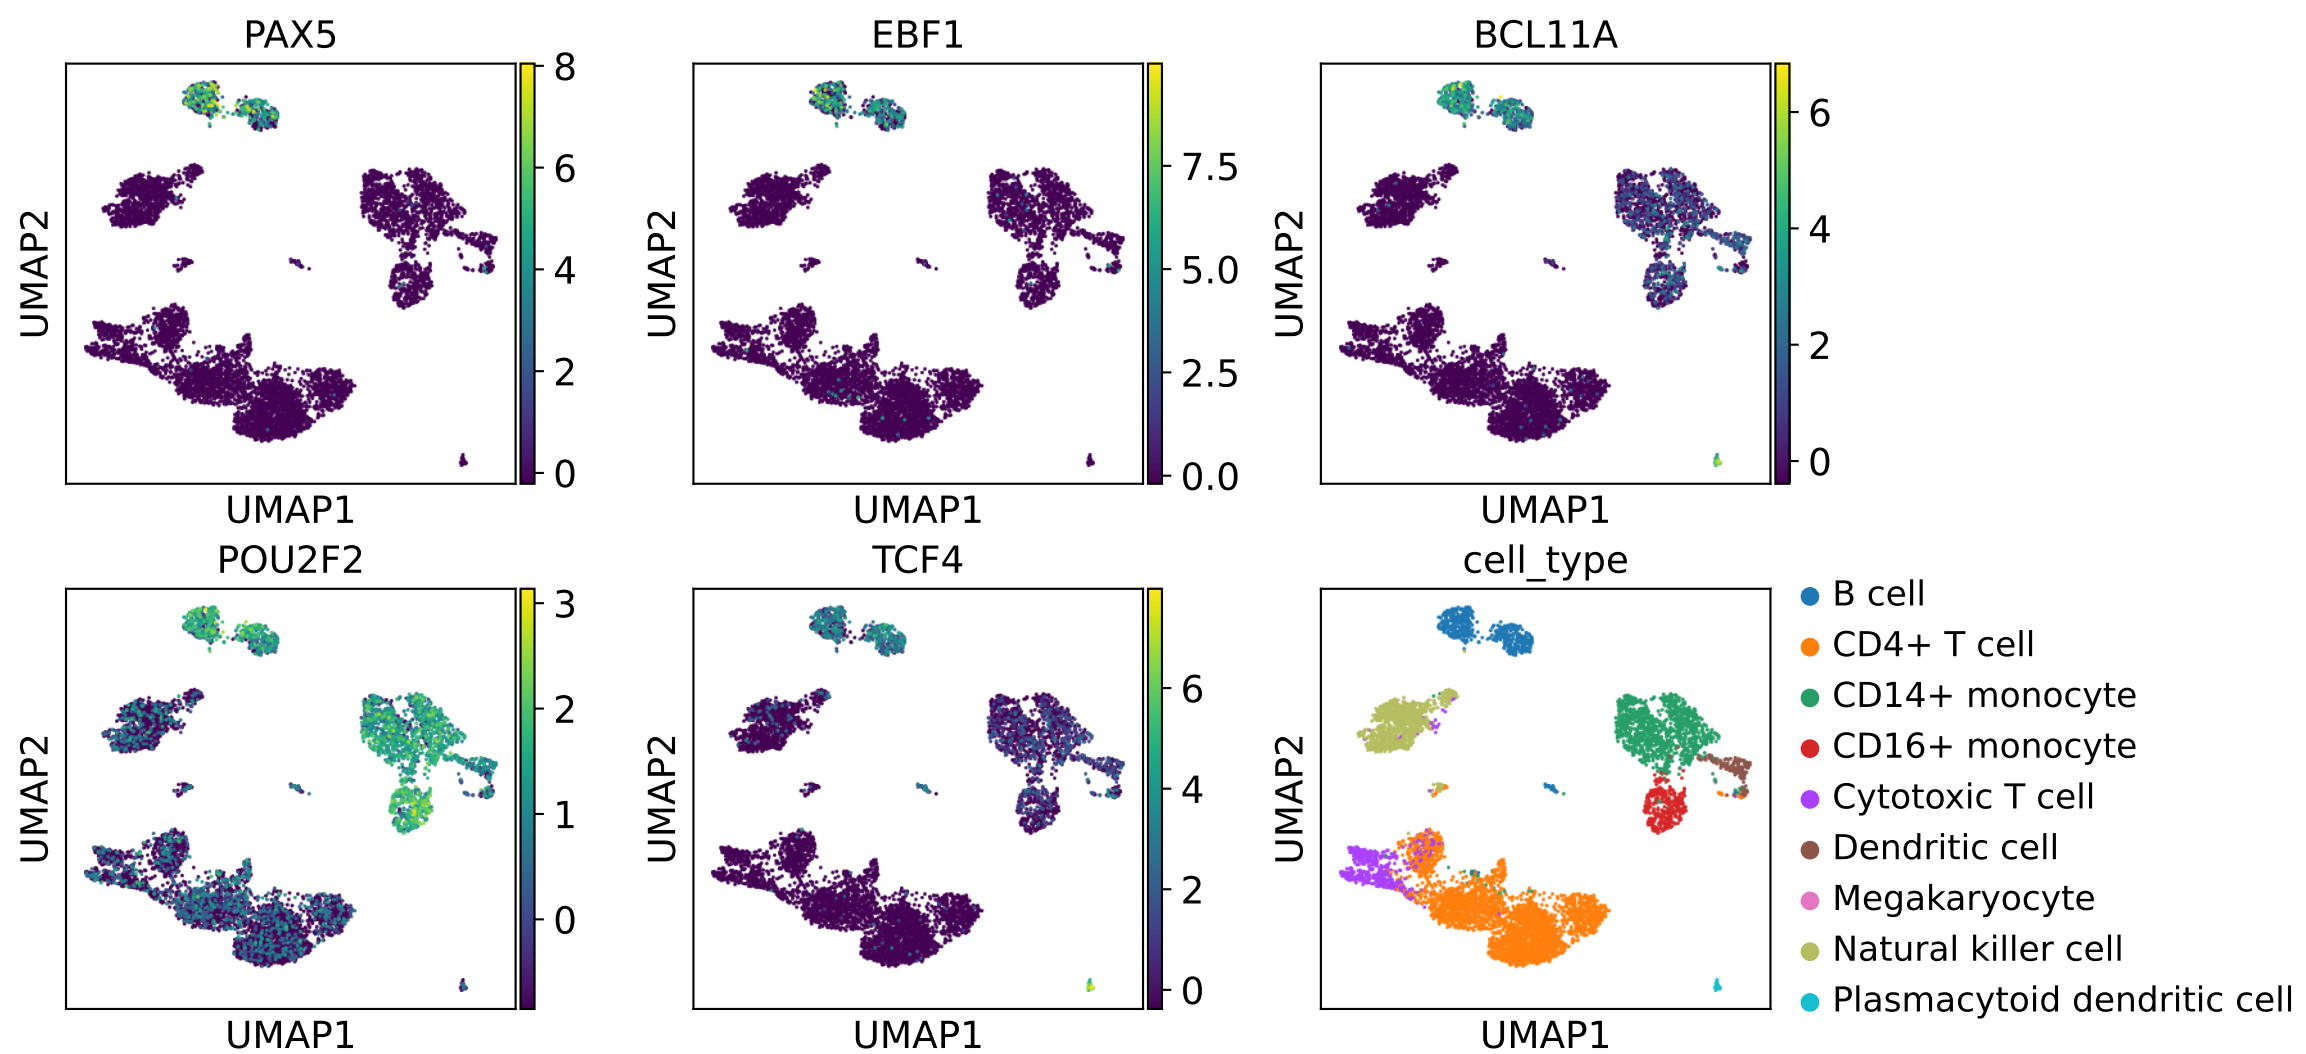 PAX5
EBF1
BCL11A
8
6
4
2
0
7.5
5.0
2.5
0.0
6
4
2
0
UMAP2
UMAP2
UMAP2
UMAP1
UMAP1
UMAP1
POU2F2
TCF4
cell_type
3
2
1
0
6
4
2
0
B cell
CD4+ T cell
CD14+ monocyte
CD16+ monocyte
Cytotoxic T cell
Dendritic cell
Megakaryocyte
Natural killer cell
Plasmacytoid dendritic cell
UMAP2
UMAP2
UMAP2
UMAP1
UMAP1
UMAP1